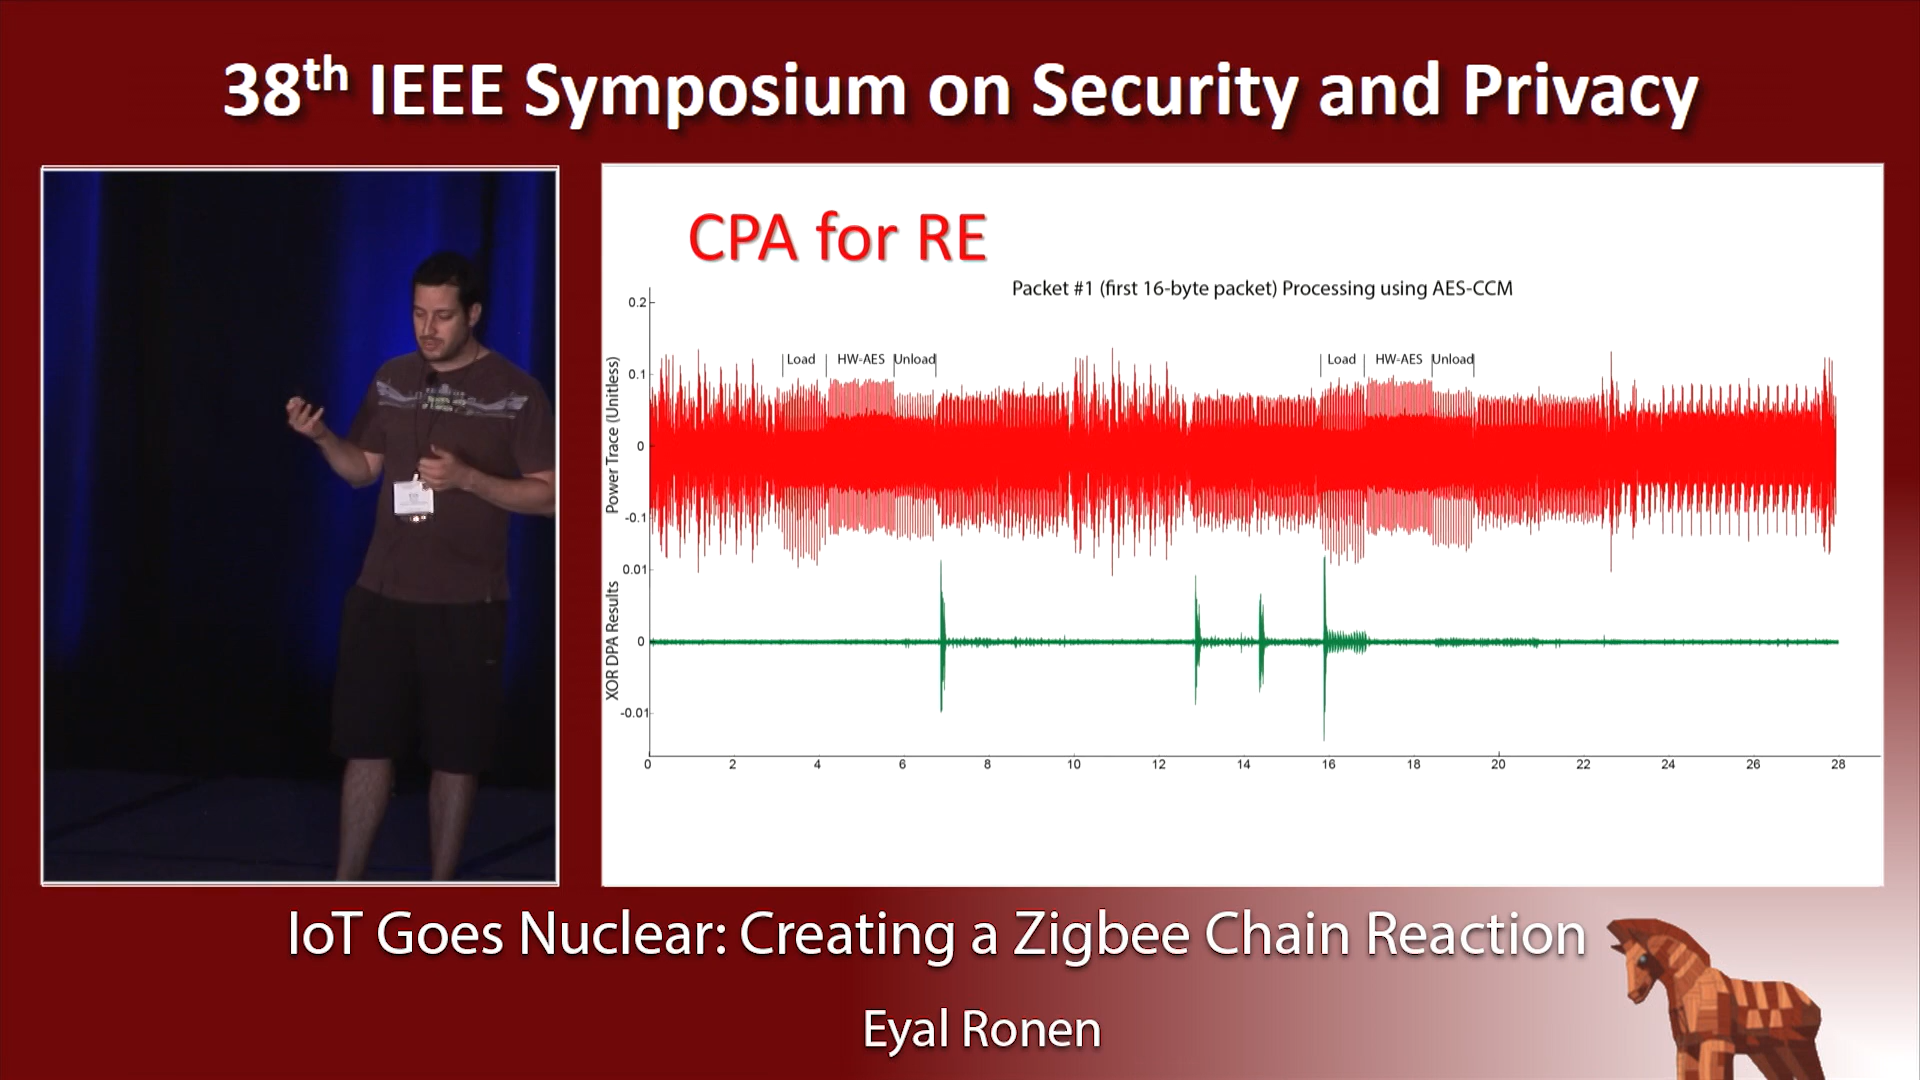 38th IEEE Symposium on Security and Privacy
CPA for RE
Packet #1 (first 16-byte packet) Processing using AES-CCM
Power Trace (Unitless)
0.2
0.1
0
-0.1
Load HW-AES Unload Load HW-AES Unload
XOR DPA Results
0.01
0
-0.01
0 2 4 6 8 10 12 14 16 18 20 22 24 26 28
IoT Goes Nuclear: Creating a Zigbee Chain Reaction
Eyal Ronen